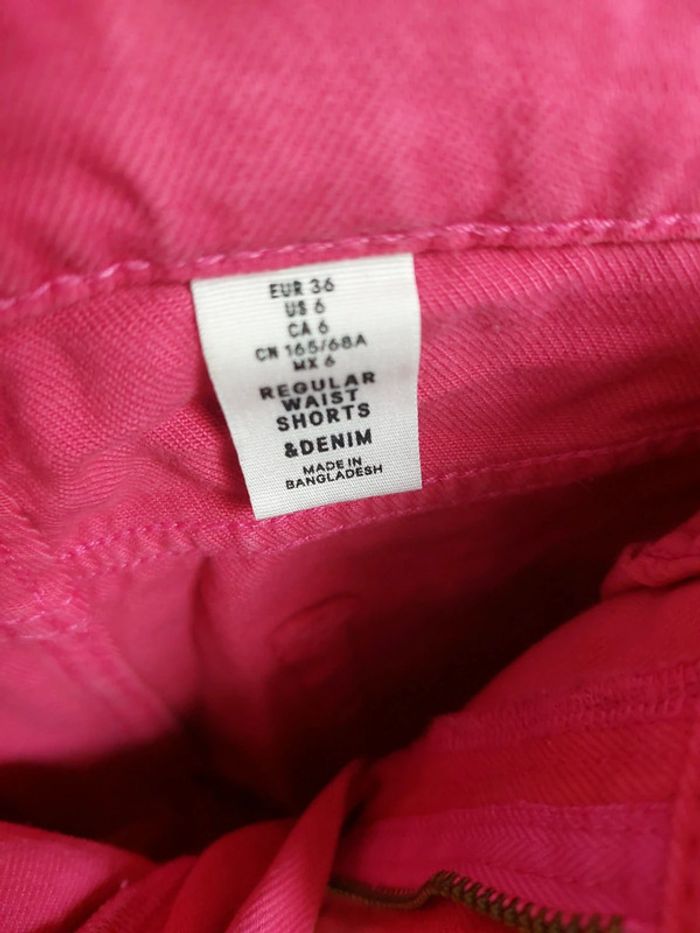 EUR 36
US 6
CA 6
CN 165/68A
MX 6
REGULAR
WAIST
SHORTS
&DENIM
MADE IN
BANGLADESH